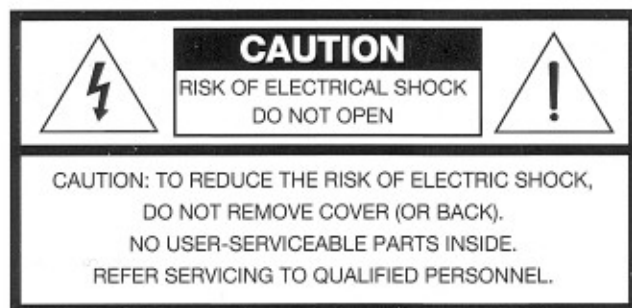 CAUTION
RISK OF ELECTRICAL SHOCK
DO NOT OPEN
!
CAUTION: TO REDUCE THE RISK OF ELECTRIC SHOCK,
DO NOT REMOVE COVER (OR BACK).
NO USER-SERVICEABLE PARTS INSIDE.
REFER SERVICING TO QUALIFIED PERSONNEL.